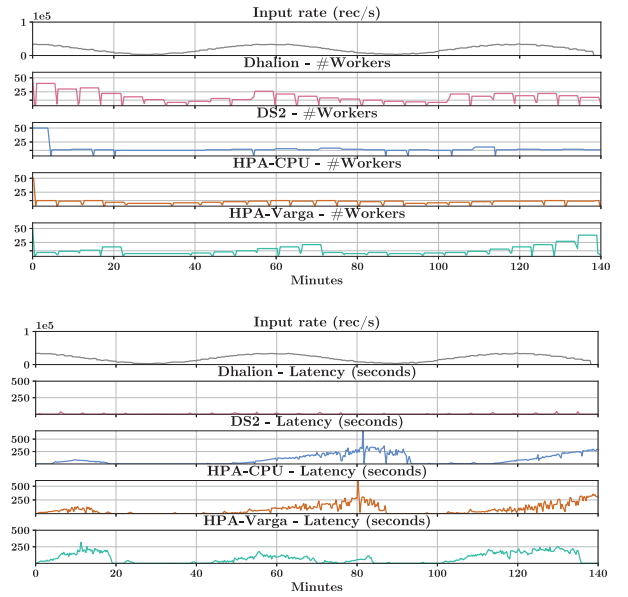 Input rate (rec/s)
1e5
1
0
Dhalion - #Workers
50
25
DS2 - #Workers
50
25
HPA-CPU - #Workers
50
25
HPA-Varga - #Workers
50
25
0 20 40 60 80 100 120 140
Minutes
Input rate (rec/s)
1e5
1
0
Dhalion - Latency (seconds)
500
DS2 - Latency (seconds)
500
250
HPA-CPU - Latency (seconds)
500
250
HPA-Varga - Latency (seconds)
500
250
0 20 40 60 80 100 120 140
Minutes